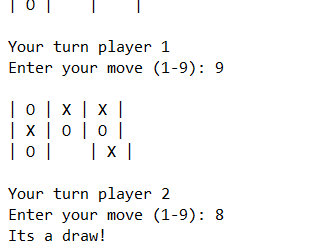 | O |    |    |
Your turn player 1
Enter your move (1-9): 9
| O | X | X |
| X | O | O |
| O |    | X |
Your turn player 2
Enter your move (1-9): 8
Its a draw!